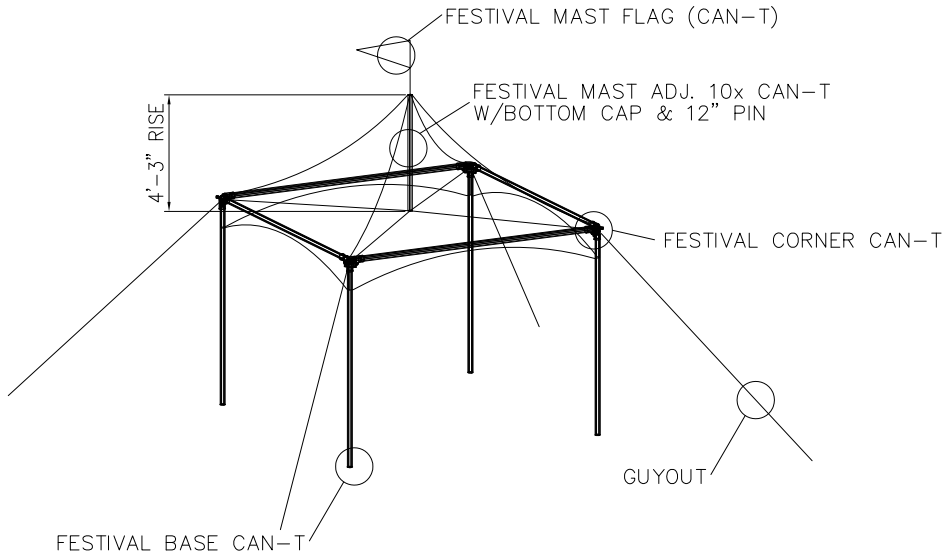 FESTIVAL MAST FLAG (CAN-T)
FESTIVAL MAST ADJ. 10x CAN-T
W/BOTTOM CAP & 12" PIN
4'-3" RISE
FESTIVAL CORNER CAN-T
GUYOUT
FESTIVAL BASE CAN-T